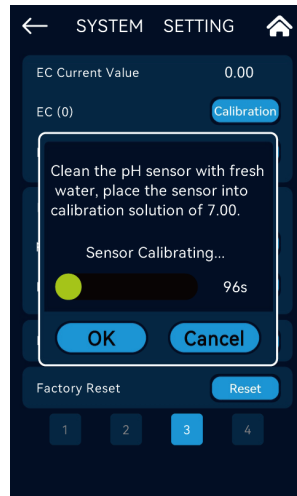 SYSTEM SETTING
EC Current Value 0.00
EC (0) Calibration
Clean the pH sensor with fresh
water, place the sensor into
calibration solution of 7.00.
Sensor Calibrating...
96s
OK Cancel
Factory Reset Reset
1 2 3 4